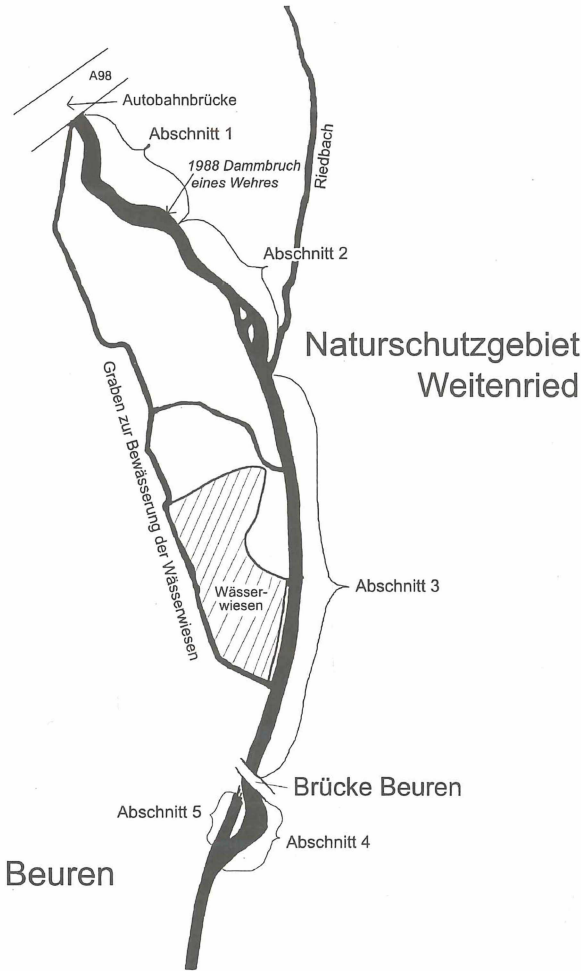 A98
Autobahnbrücke
Abschnitt 1
1988 Dammbruch
eines Wehres
Riedbach
Abschnitt 2
Naturschutzgebiet
Weitenried
Graben zur Bewässerung der Wässerwiesen
Wässer-
wiesen
Abschnitt 3
Brücke Beuren
Abschnitt 5
Abschnitt 4
Beuren